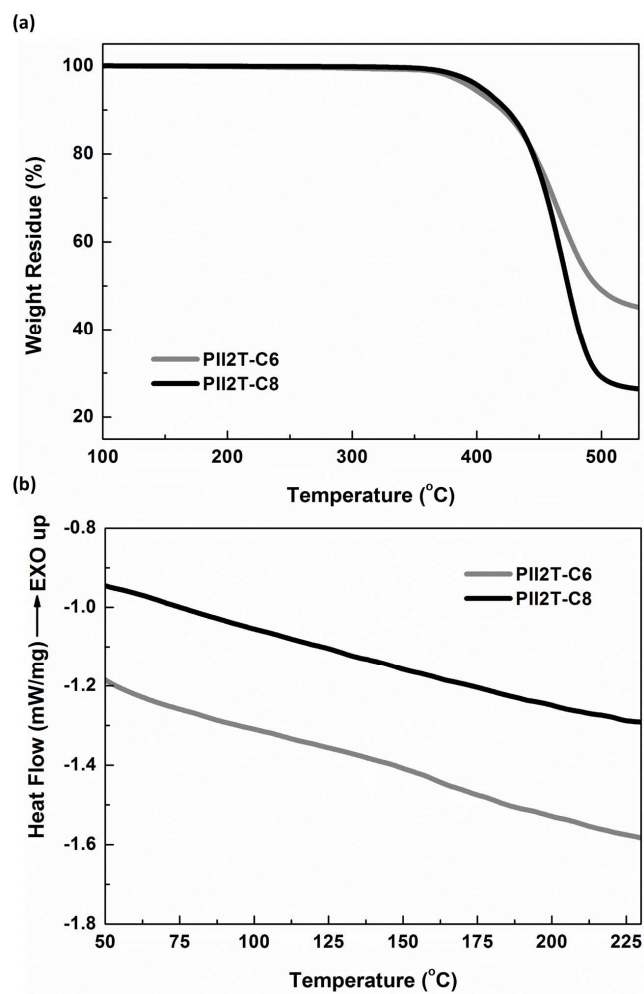 (a)
100
80
60
40
20
Weight Residue (%)
PII2T-C6
PII2T-C8
100 200 300 400 500
Temperature (°C)
(b)
-0.8
-1.0
-1.2
-1.4
-1.6
-1.8
Heat Flow (mW/mg) → EXO up
PII2T-C6
PII2T-C8
50 75 100 125 150 175 200 225
Temperature (°C)